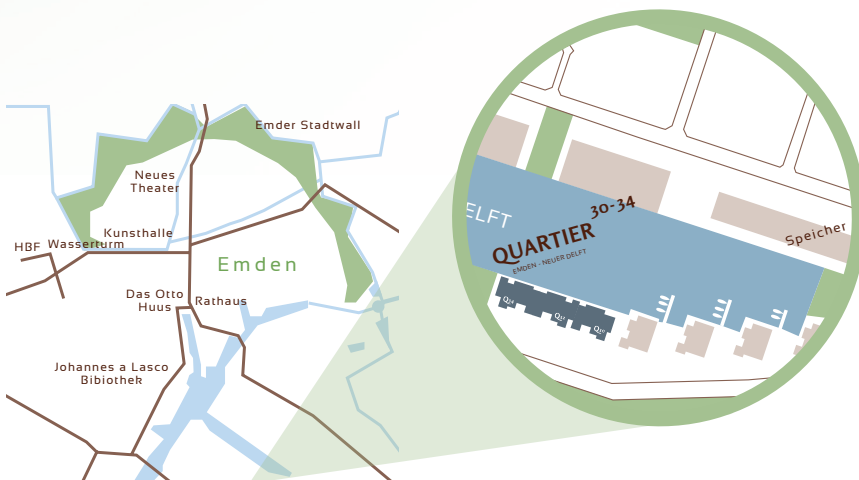 Emder Stadtwall
Neues
Theater
Kunsthalle
HBF
Wasserturm
Emden
Das Otto
Huus
Rathaus
Johannes a Lasco
Bibiothek
ELFT
30-34
QUARTIER
EMDEN - NEUER DELFT
Speicher